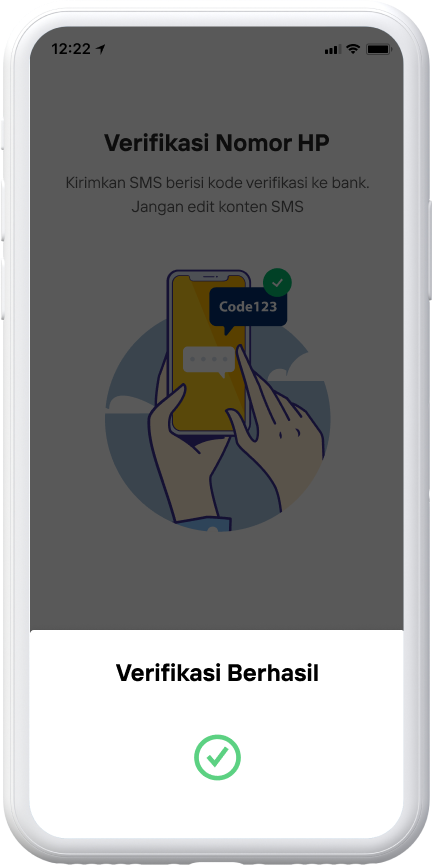 12:22
Verifikasi Nomor HP
Kirimkan SMS berisi kode verifikasi ke bank.
Jangan edit konten SMS
Code123
Verifikasi Berhasil